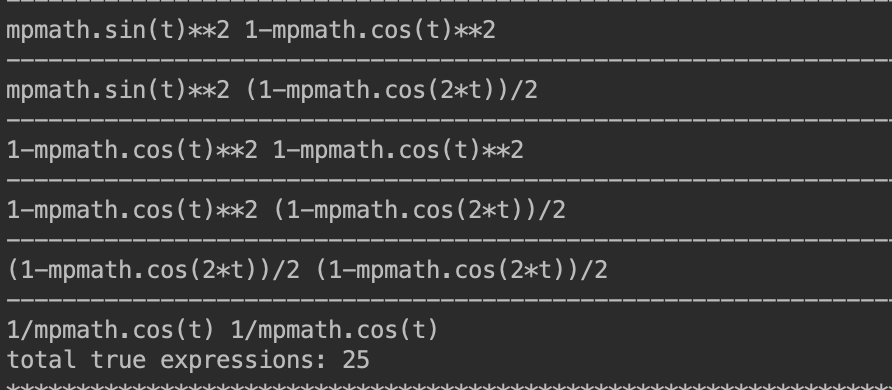 --------------------------------------------------------------
mpmath.sin(t)**2 1-mpmath.cos(t)**2
--------------------------------------------------------------
mpmath.sin(t)**2 (1-mpmath.cos(2*t))/2
--------------------------------------------------------------
1-mpmath.cos(t)**2 1-mpmath.cos(t)**2
--------------------------------------------------------------
1-mpmath.cos(t)**2 (1-mpmath.cos(2*t))/2
--------------------------------------------------------------
(1-mpmath.cos(2*t))/2 (1-mpmath.cos(2*t))/2
--------------------------------------------------------------
1/mpmath.cos(t) 1/mpmath.cos(t)
total true expressions: 25
**************************************************************